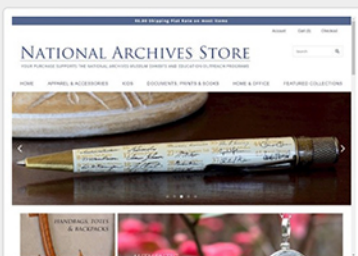 $5.95 Shipping Flat Rate on most items
Account Cart (0) Checkout
NATIONAL ARCHIVES STORE
Search
YOUR PURCHASE SUPPORTS THE NATIONAL ARCHIVES MUSEUM EXHIBITS AND EDUCATION OUTREACH PROGRAMS
HOME APPAREL & ACCESSORIES KIDS DOCUMENTS, PRINTS & BOOKS HOME & OFFICE FEATURED COLLECTIONS
HANDBAGS, TOTES
& BACKPACKS